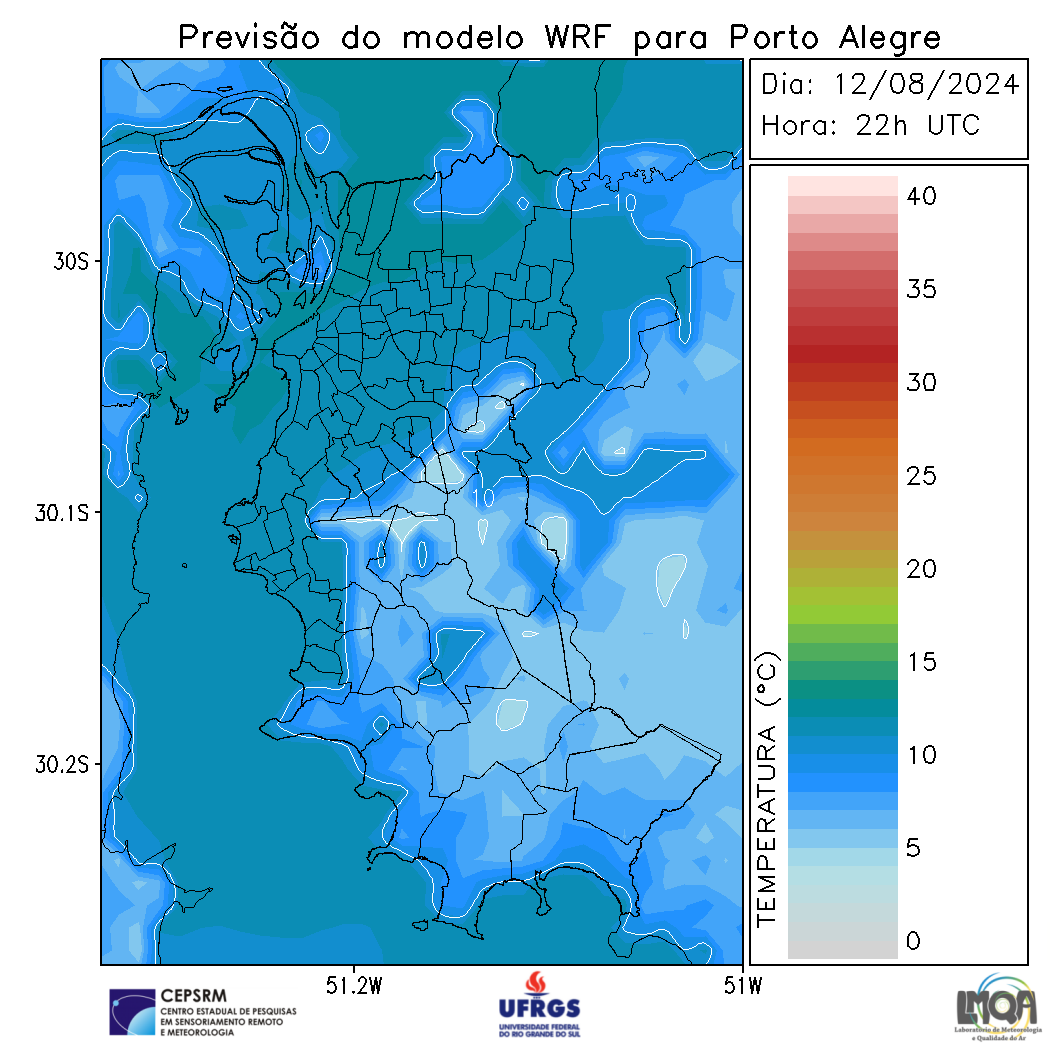 Previsão do modelo WRF para Porto Alegre
Dia: 12/08/2024
Hora: 22h UTC
40
35
30
25
20
15
10
5
0
TEMPERATURA (°C)
30S
30.1S
30.2S
51.2W
51W
10
10
CEPSRM
CENTRO ESTADUAL DE PESQUISAS
EM SENSORIAMENTO REMOTO
E METEOROLOGIA
UFRGS
UNIVERSIDADE FEDERAL
DO RIO GRANDE DO SUL
LMQA
Laboratório de Meteorologia
e Qualidade do Ar